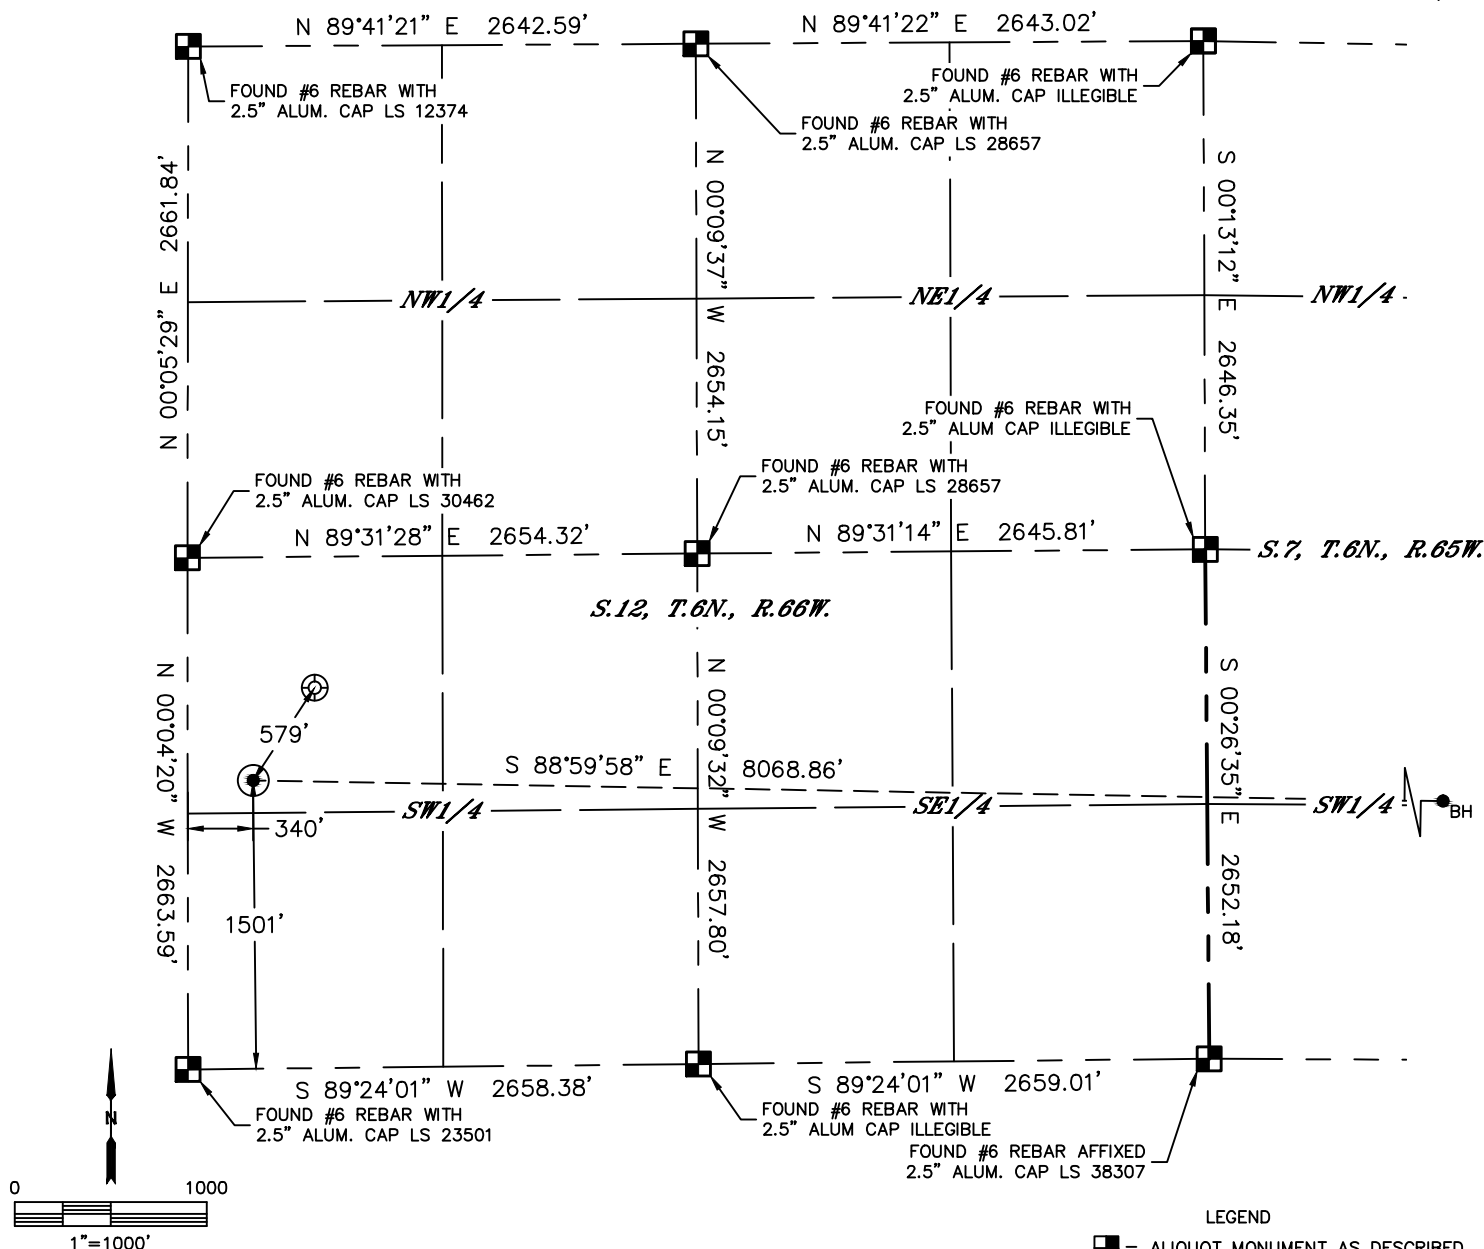 N 89°41'21" E 2642.59'
N 89°41'22" E 2643.02'
FOUND #6 REBAR WITH
2.5" ALUM. CAP LS 12374
FOUND #6 REBAR WITH
2.5" ALUM. CAP ILLEGIBLE
FOUND #6 REBAR WITH
2.5" ALUM. CAP LS 28657
N 00°05'29" E 2661.84'
N 00°09'37" W 2654.15'
S 00°13'12" E 2646.35'
NW1/4
NE1/4
NW1/4
FOUND #6 REBAR WITH
2.5" ALUM CAP ILLEGIBLE
FOUND #6 REBAR WITH
2.5" ALUM. CAP LS 30462
FOUND #6 REBAR WITH
2.5" ALUM. CAP LS 28657
N 89°31'28" E 2654.32'
N 89°31'14" E 2645.81'
S.7, T.6N., R.65W.
S.12, T.6N., R.66W.
N 00°04'20" W 2663.59'
N 00°09'32" W 2657.80'
S 00°26'35" E 2652.18'
579'
S 88°59'58" E 8068.86'
SW1/4
SE1/4
SW1/4
BH
340'
1501'
S 89°24'01" W 2658.38'
S 89°24'01" W 2659.01'
FOUND #6 REBAR WITH
2.5" ALUM. CAP LS 23501
FOUND #6 REBAR WITH
2.5" ALUM CAP ILLEGIBLE
FOUND #6 REBAR AFFIXED
2.5" ALUM. CAP LS 38307
N
0 1000
1"=1000'
LEGEND
= ALIQUOT MONUMENT AS DESCRIBED